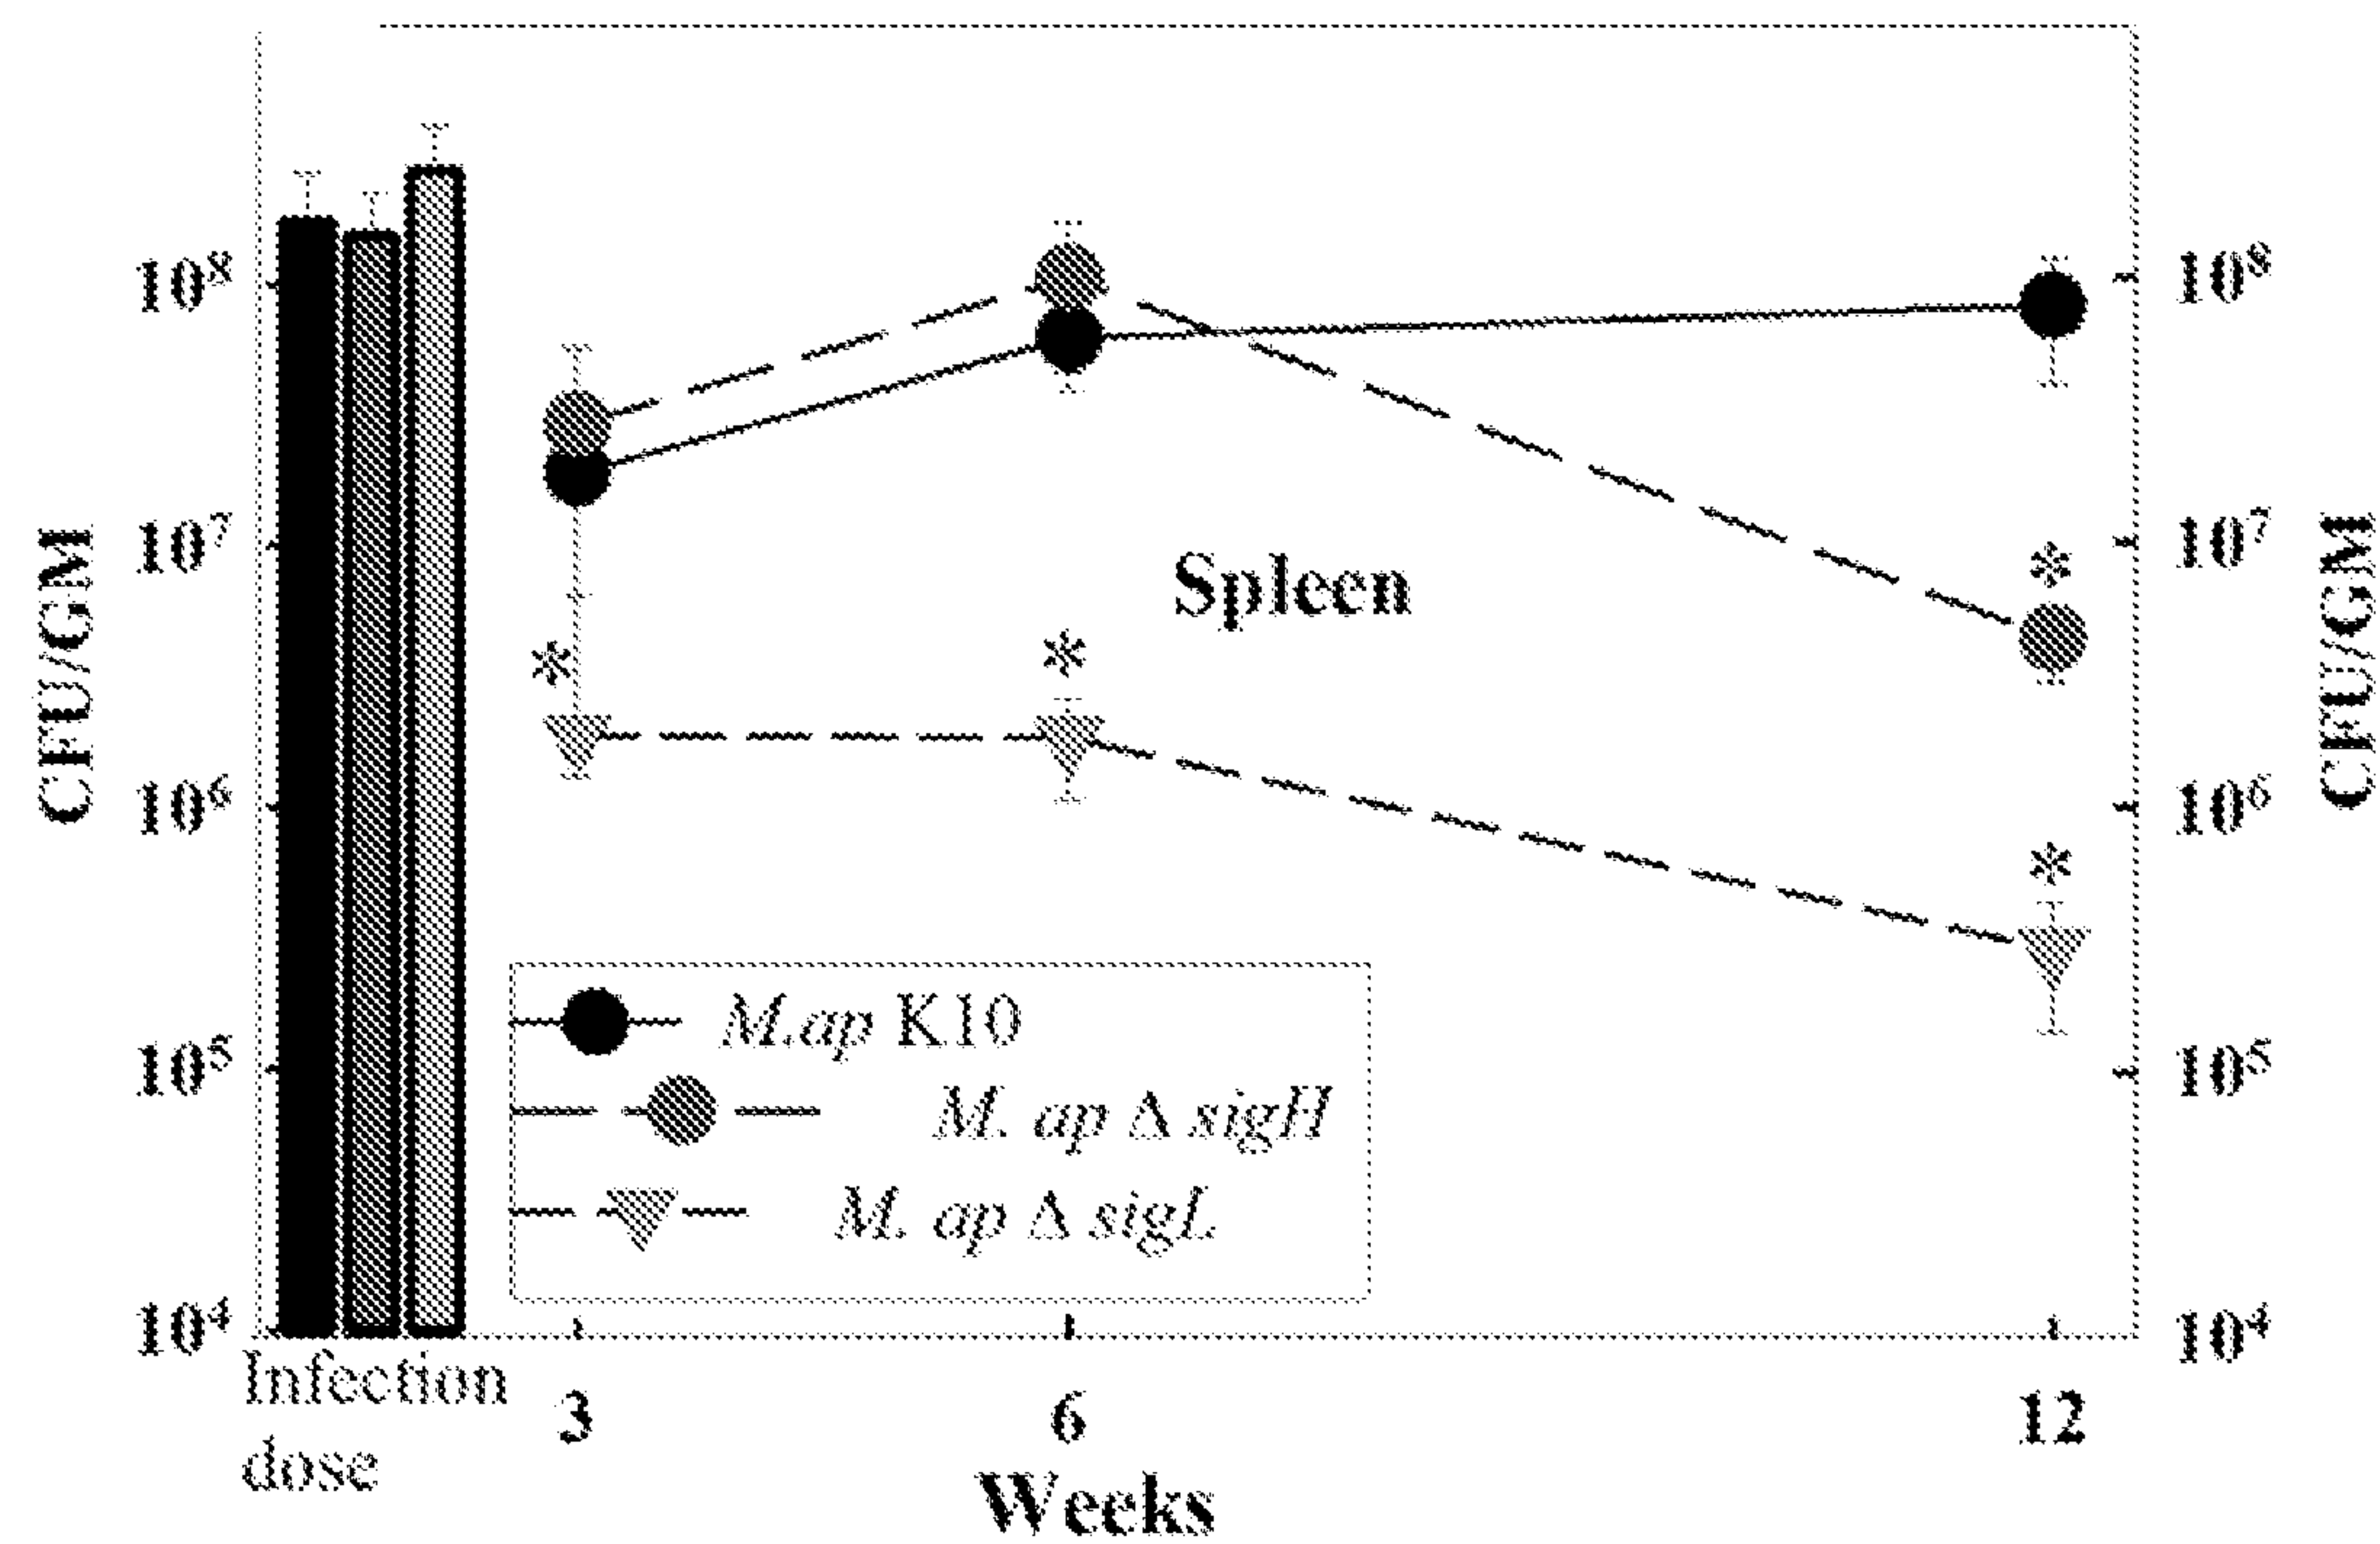 CFU/GM
10⁸
10⁷
10⁶
10⁵
10⁴
Spleen
*
*
*
*
M.ap K10
M. ap Δ sigH
M. ap Δ sigL
10⁸
10⁷
10⁶
10⁵
10⁴
CFU/GM
Infection
dose
3
6
12
Weeks